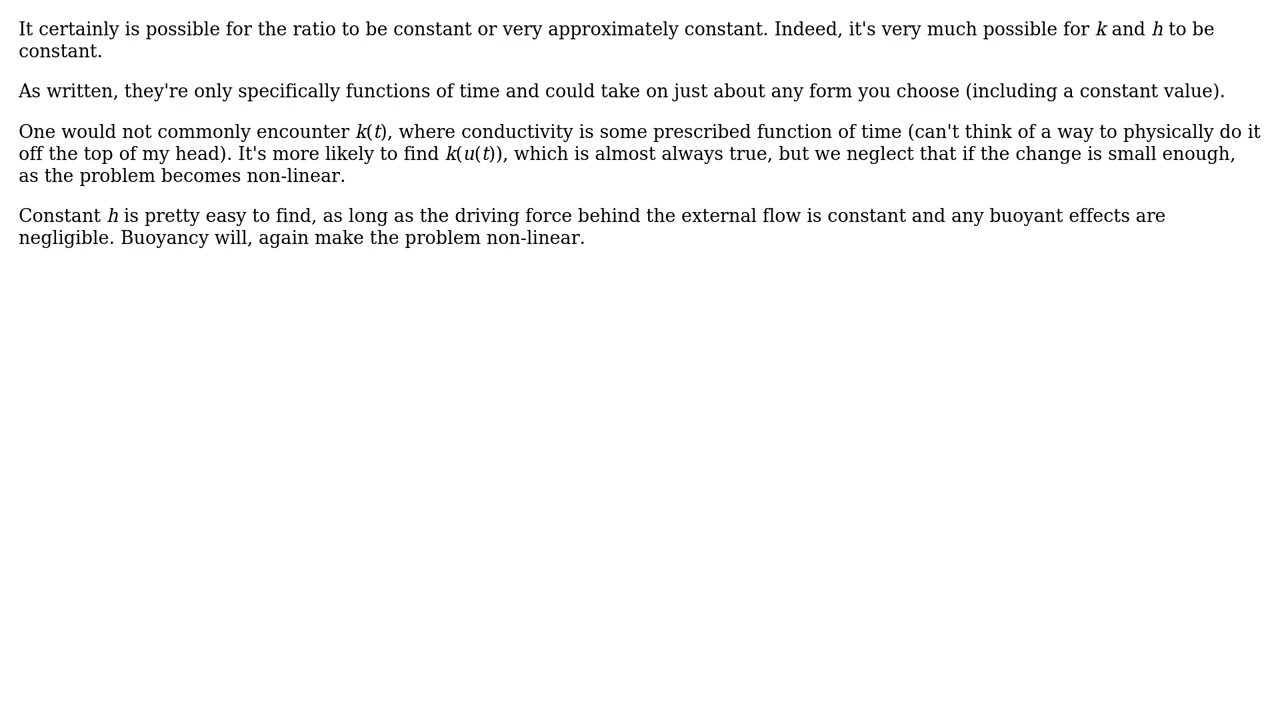 It certainly is possible for the ratio to be constant or very approximately constant. Indeed, it's very much possible for k and h to be
constant.
As written, they're only specifically functions of time and could take on just about any form you choose (including a constant value).
One would not commonly encounter k(t), where conductivity is some prescribed function of time (can't think of a way to physically do it
off the top of my head). It's more likely to find k(u(t)), which is almost always true, but we neglect that if the change is small enough,
as the problem becomes non-linear.
Constant h is pretty easy to find, as long as the driving force behind the external flow is constant and any buoyant effects are
negligible. Buoyancy will, again make the problem non-linear.